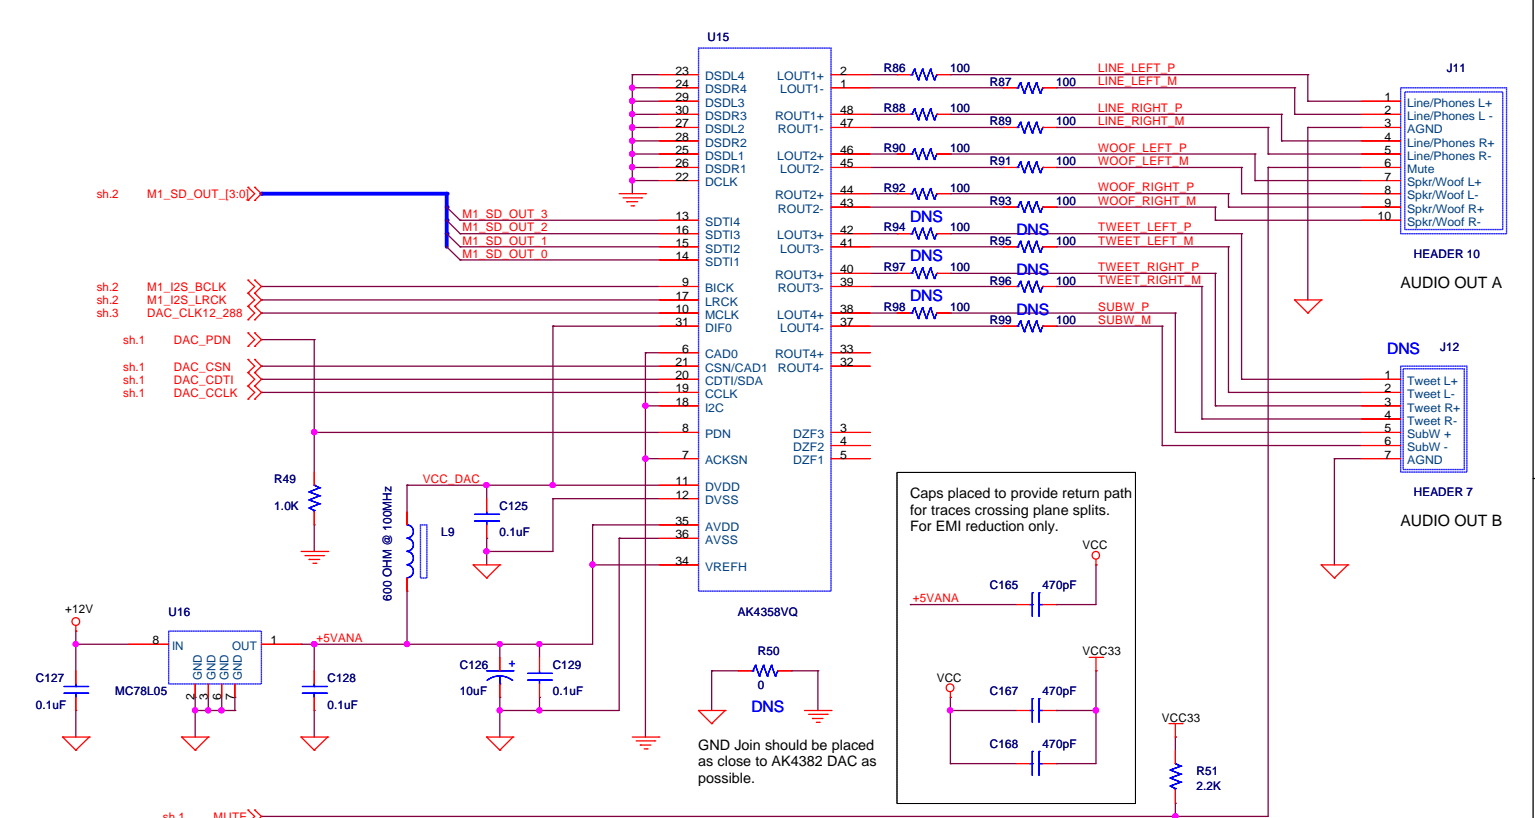 U15
J11
23 DSDL4
24 DSDR4
29 DSDL3
30 DSDR3
27 DSDL2
28 DSDR2
25 DSDL1
26 DSDR1
22 DCLK
13 SDTI4
16 SDTI3
15 SDTI2
14 SDTI1
9 BICK
17 LRCK
10 MCLK
31 DIF0
6 CAD0
21 CSN/CAD1
20 CDTI/SDA
19 CCLK
18 I2C
8 PDN
7 ACKSN
11 DVDD
12 DVSS
35 AVDD
36 AVSS
34 VREFH
LOUT1+ 2
LOUT1- 1
ROUT1+ 48
ROUT1- 47
LOUT2+ 46
LOUT2- 45
ROUT2+ 44
ROUT2- 43
LOUT3+ 42
LOUT3- 41
ROUT3+ 40
ROUT3- 39
LOUT4+ 38
LOUT4- 37
ROUT4+ 33
ROUT4- 32
DZF3 3
DZF2 4
DZF1 5
AK4358VQ
sh.2 M1_SD_OUT_[3:0]
M1_SD_OUT_3
M1_SD_OUT_2
M1_SD_OUT_1
M1_SD_OUT_0
sh.2 M1_I2S_BCLK
sh.2 M1_I2S_LRCK
sh.3 DAC_CLK12_288
sh.1 DAC_PDN
sh.1 DAC_CSN
sh.1 DAC_CDTI
sh.1 DAC_CCLK
R86 100 LINE_LEFT_P
R87 100 LINE_LEFT_M
R88 100 LINE_RIGHT_P
R89 100 LINE_RIGHT_M
R90 100 WOOF_LEFT_P
R91 100 WOOF_LEFT_M
R92 100 WOOF_RIGHT_P
R93 100 WOOF_RIGHT_M
DNS
R94 100 TWEET_LEFT_P
DNS
R95 100 TWEET_LEFT_M
DNS
R97 100 TWEET_RIGHT_P
DNS
R96 100 TWEET_RIGHT_M
DNS
R98 100 SUBW_P
DNS
R99 100 SUBW_M
1 Line/Phones L+
2 Line/Phones L -
3 AGND
4 Line/Phones R+
5 Line/Phones R-
6 Mute
7 Spkr/Woof L+
8 Spkr/Woof L-
9 Spkr/Woof R+
10 Spkr/Woof R-
HEADER 10
AUDIO OUT A
DNS J12
1 Tweet L+
2 Tweet L-
3 Tweet R+
4 Tweet R-
5 SubW +
6 SubW -
7 AGND
HEADER 7
AUDIO OUT B
R49
1.0K
VCC_DAC
600 OHM @ 100MHz
L9
C125
0.1uF
+12V
U16
8 IN
OUT 1
GND
GND
GND
GND
2
3
6
7
MC78L05
+5VANA
C127
0.1uF
C128
0.1uF
C126
+
10uF
C129
0.1uF
R50
0
DNS
GND Join should be placed
as close to AK4382 DAC as
possible.
Caps placed to provide return path
for traces crossing plane splits.
For EMI reduction only.
VCC
C165 470pF
+5VANA
VCC33
VCC
C167 470pF
C168 470pF
VCC33
R51
2.2K
sh.1 MUTE